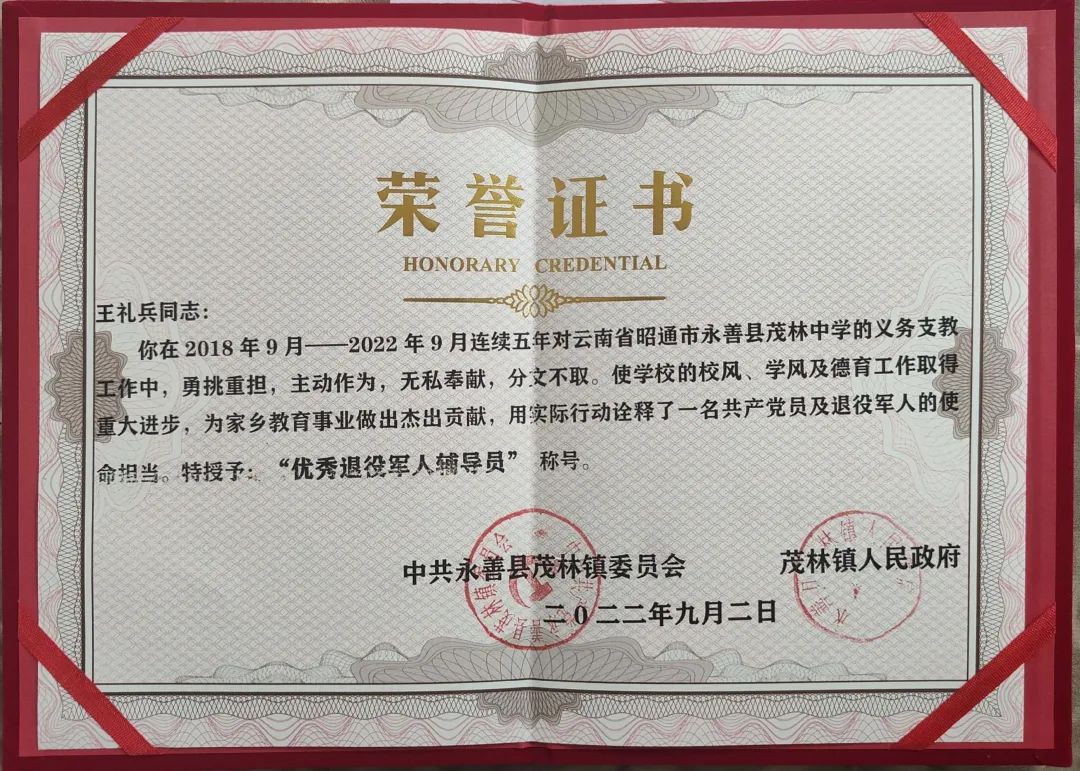 荣誉证书
HONORARY CREDENTIAL
王礼兵同志：
你在2018年9月——2022年9月连续五年对云南省昭通市永善县茂林中学的义务支教
工作中，勇挑重担，主动作为，无私奉献，分文不取。使学校的校风、学风及德育工作取得
重大进步，为家乡教育事业做出杰出贡献，用实际行动诠释了一名共产党员及退役军人的使
命担当。特授予：“优秀退役军人辅导员” 称号。
中共永善县茂林镇委员会 茂林镇人民政府
二0二二年九月二日